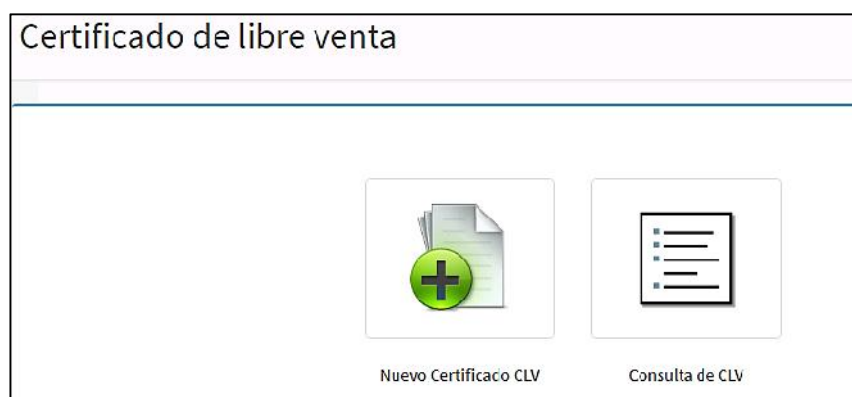 Certificado de libre venta
Nuevo Certificado CLV
Consulta de CLV